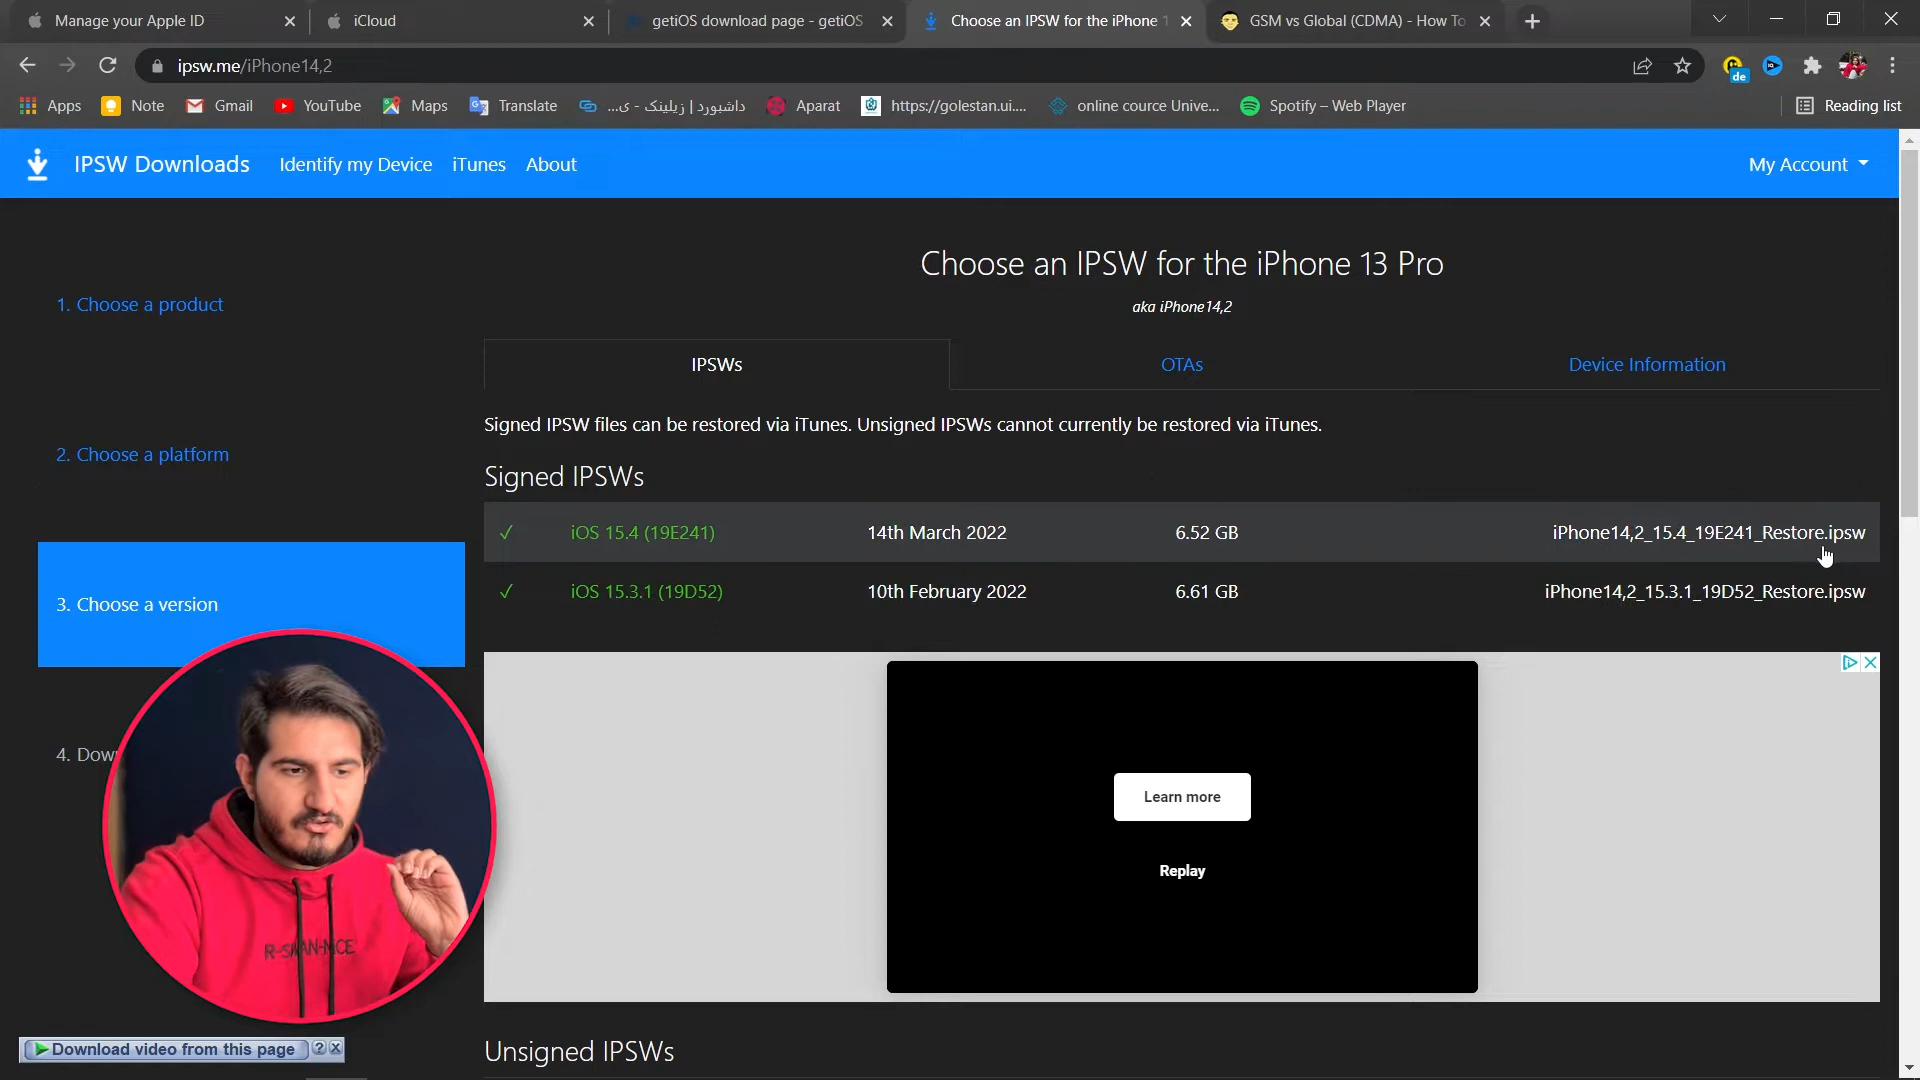 Manage your Apple ID
iCloud
getiOS download page - getiOS
Choose an IPSW for the iPhone 1
GSM vs Global (CDMA) - How To
ipsw.me/iPhone14,2
de
Apps
Note
Gmail
YouTube
Maps
Translate
داشبورد | زیلینک - ی...
Aparat
https://golestan.ui....
online cource Unive...
Spotify – Web Player
Reading list
IPSW Downloads
Identify my Device
iTunes
About
My Account
Choose an IPSW for the iPhone 13 Pro
aka iPhone14,2
1. Choose a product
2. Choose a platform
3. Choose a version
4. Dow
IPSWs
OTAs
Device Information
Signed IPSW files can be restored via iTunes. Unsigned IPSWs cannot currently be restored via iTunes.
Signed IPSWs
✓ iOS 15.4 (19E241) 14th March 2022 6.52 GB iPhone14,2_15.4_19E241_Restore.ipsw
✓ iOS 15.3.1 (19D52) 10th February 2022 6.61 GB iPhone14,2_15.3.1_19D52_Restore.ipsw
Learn more
Replay
Unsigned IPSWs
Download video from this page